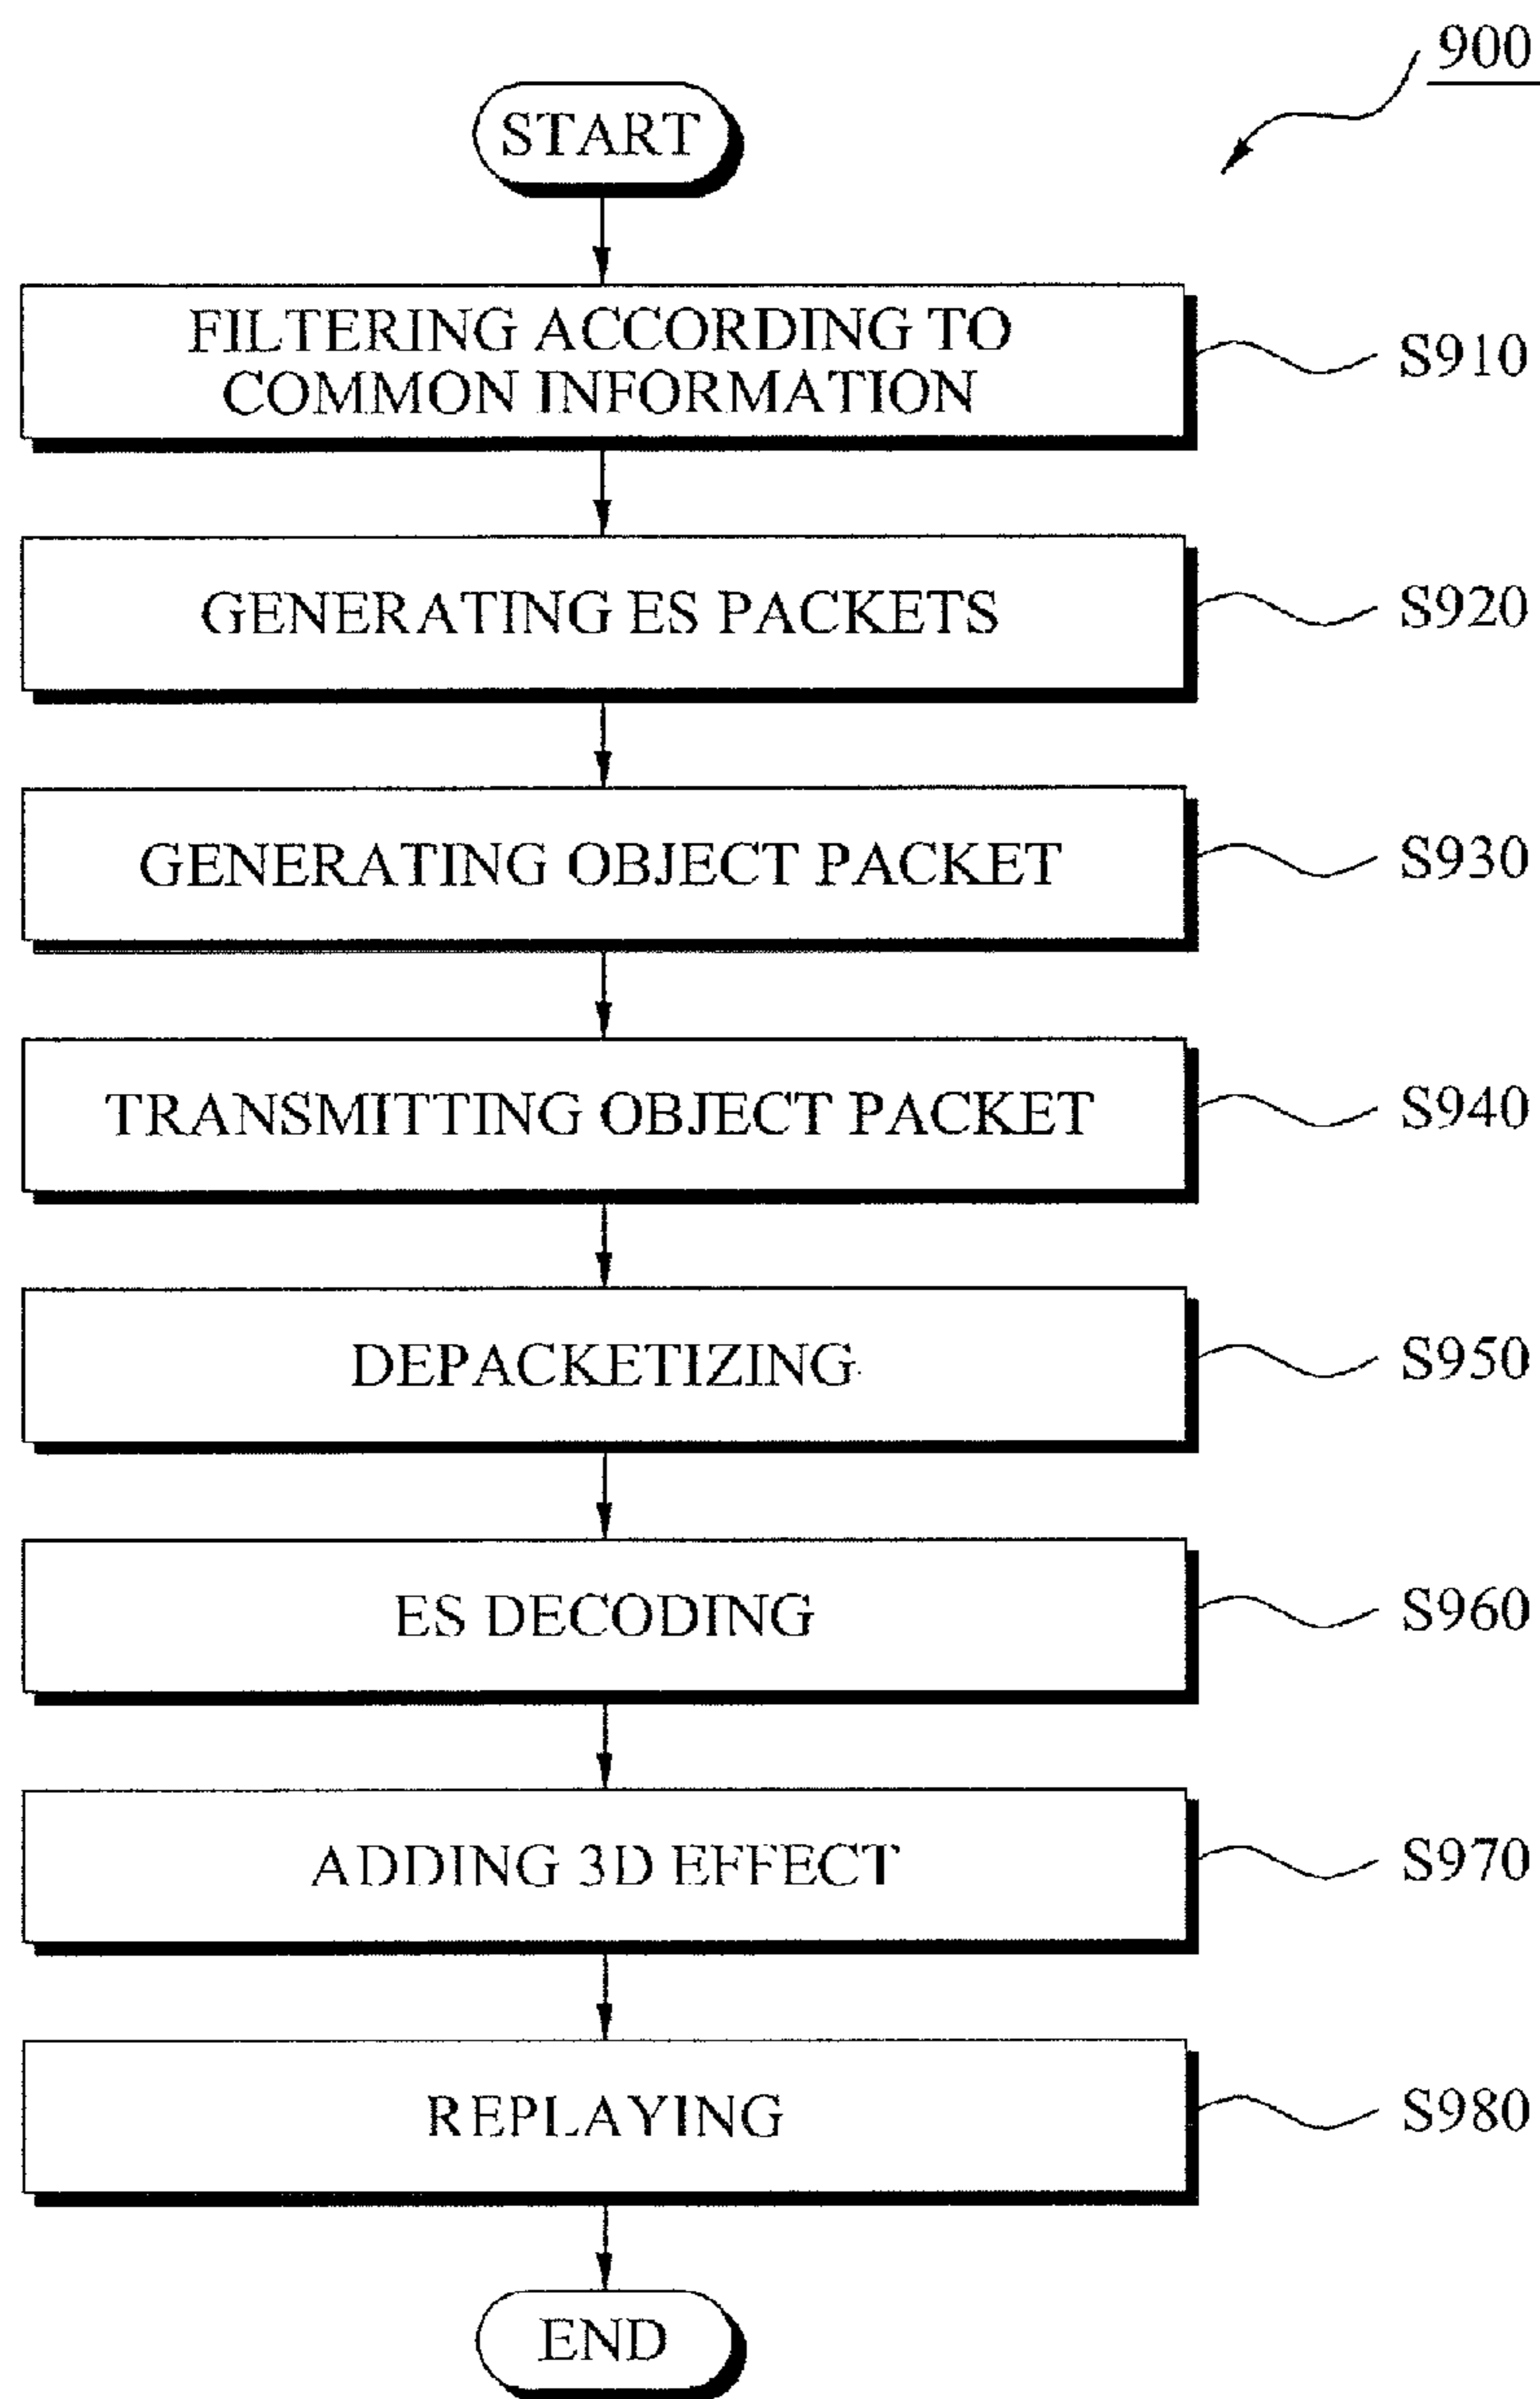 900
START
FILTERING ACCORDING TO
COMMON INFORMATION
S910
GENERATING ES PACKETS
S920
GENERATING OBJECT PACKET
S930
TRANSMITTING OBJECT PACKET
S940
DEPACKETIZING
S950
ES DECODING
S960
ADDING 3D EFFECT
S970
REPLAYING
S980
END